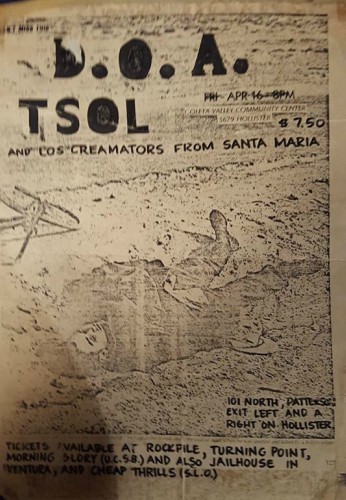 D.O.A.
FRI APR 16 8PM
GOLETA VALLEY COMMUNITY CENTER
5679 HOLLISTER
TSOL
$7.50
AND LOS CREAMATORS FROM SANTA MARIA
101 NORTH, PATTERSON
EXIT LEFT AND A
RIGHT ON HOLLISTER
TICKETS AVAILABLE AT ROCKFILE, TURNING POINT,
MORNING GLORY (U.C.S.B.) AND ALSO JAILHOUSE IN
VENTURA, AND CHEAP THRILLS (S.L.O.)